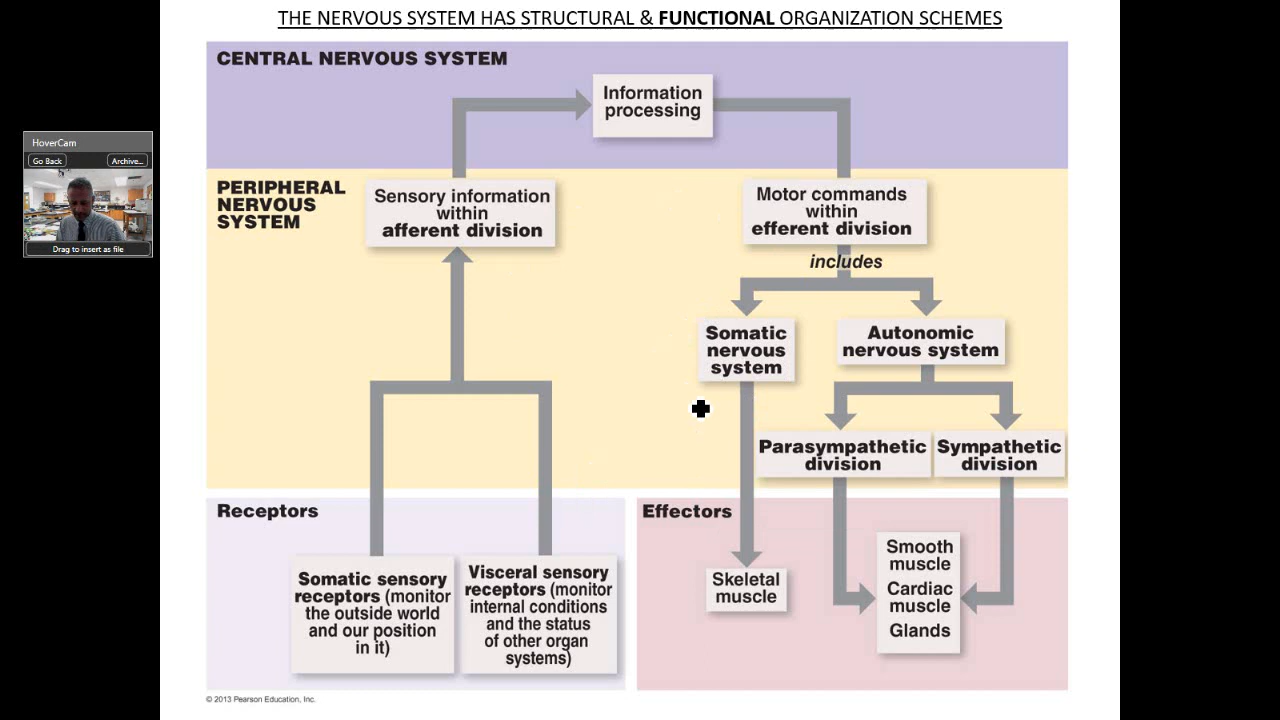 THE NERVOUS SYSTEM HAS STRUCTURAL & FUNCTIONAL ORGANIZATION SCHEMES
CENTRAL NERVOUS SYSTEM
Information
processing
HoverCam
Go Back
Archive...
Drag to insert as file
PERIPHERAL
NERVOUS
SYSTEM
Sensory information
within
afferent division
Motor commands
within
efferent division
includes
Somatic
nervous
system
Autonomic
nervous system
Parasympathetic
division
Sympathetic
division
Receptors
Somatic sensory
receptors (monitor
the outside world
and our position
in it)
Visceral sensory
receptors (monitor
internal conditions
and the status
of other organ
systems)
Effectors
Skeletal
muscle
Smooth
muscle
Cardiac
muscle
Glands
© 2013 Pearson Education, Inc.